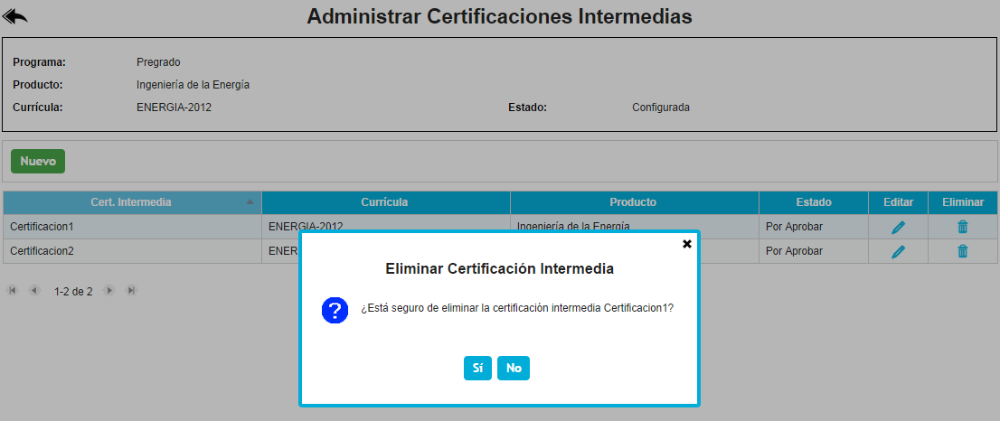 Administrar Certificaciones Intermedias
Programa: Pregrado
Producto: Ingeniería de la Energía
Currícula: ENERGIA-2012 Estado: Configurada
Nuevo
Cert. Intermedia Currícula Producto Estado Editar Eliminar
Certificacion1 ENERGIA-2012 Ingeniería de la Energía Por Aprobar
Certificacion2 ENER Por Aprobar
1-2 de 2
Eliminar Certificación Intermedia
? ¿Está seguro de eliminar la certificación intermedia Certificacion1?
Sí No